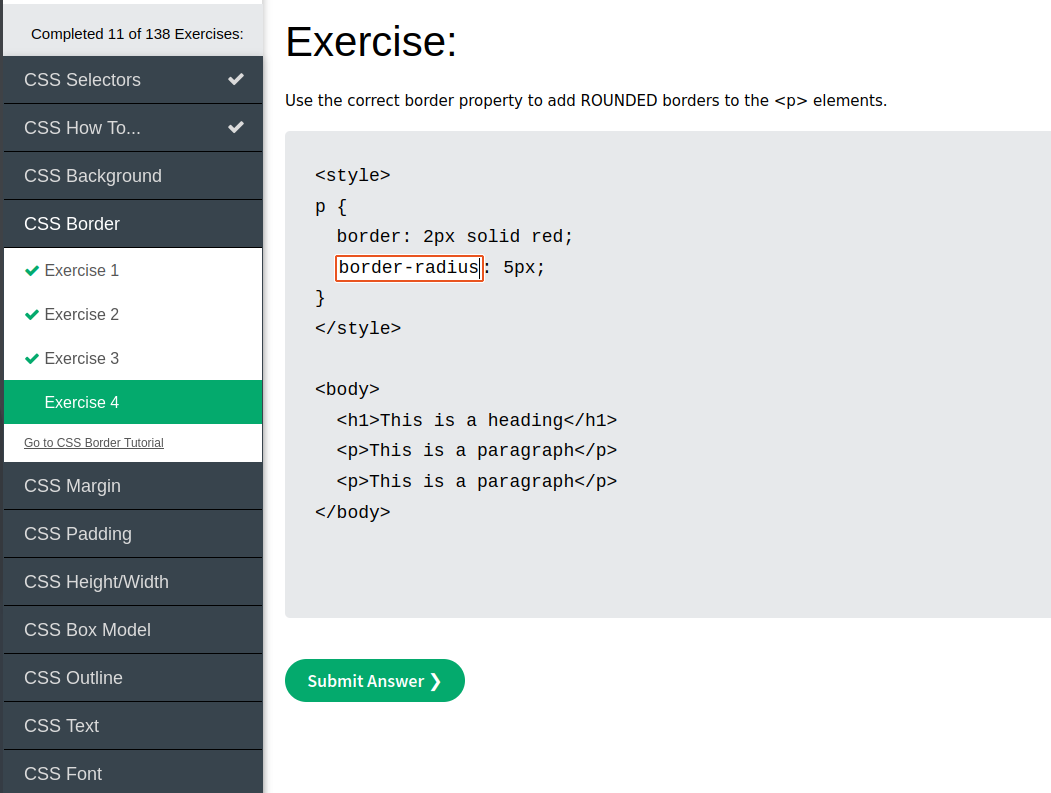 Completed 11 of 138 Exercises:
CSS Selectors
CSS How To...
CSS Background
CSS Border
Exercise 1
Exercise 2
Exercise 3
Exercise 4
Go to CSS Border Tutorial
CSS Margin
CSS Padding
CSS Height/Width
CSS Box Model
CSS Outline
CSS Text
CSS Font
Exercise:
Use the correct border property to add ROUNDED borders to the <p> elements.
<style>
p {
  border: 2px solid red;
  border-radius: 5px;
}
</style>
<body>
  <h1>This is a heading</h1>
  <p>This is a paragraph</p>
  <p>This is a paragraph</p>
</body>
Submit Answer ❯